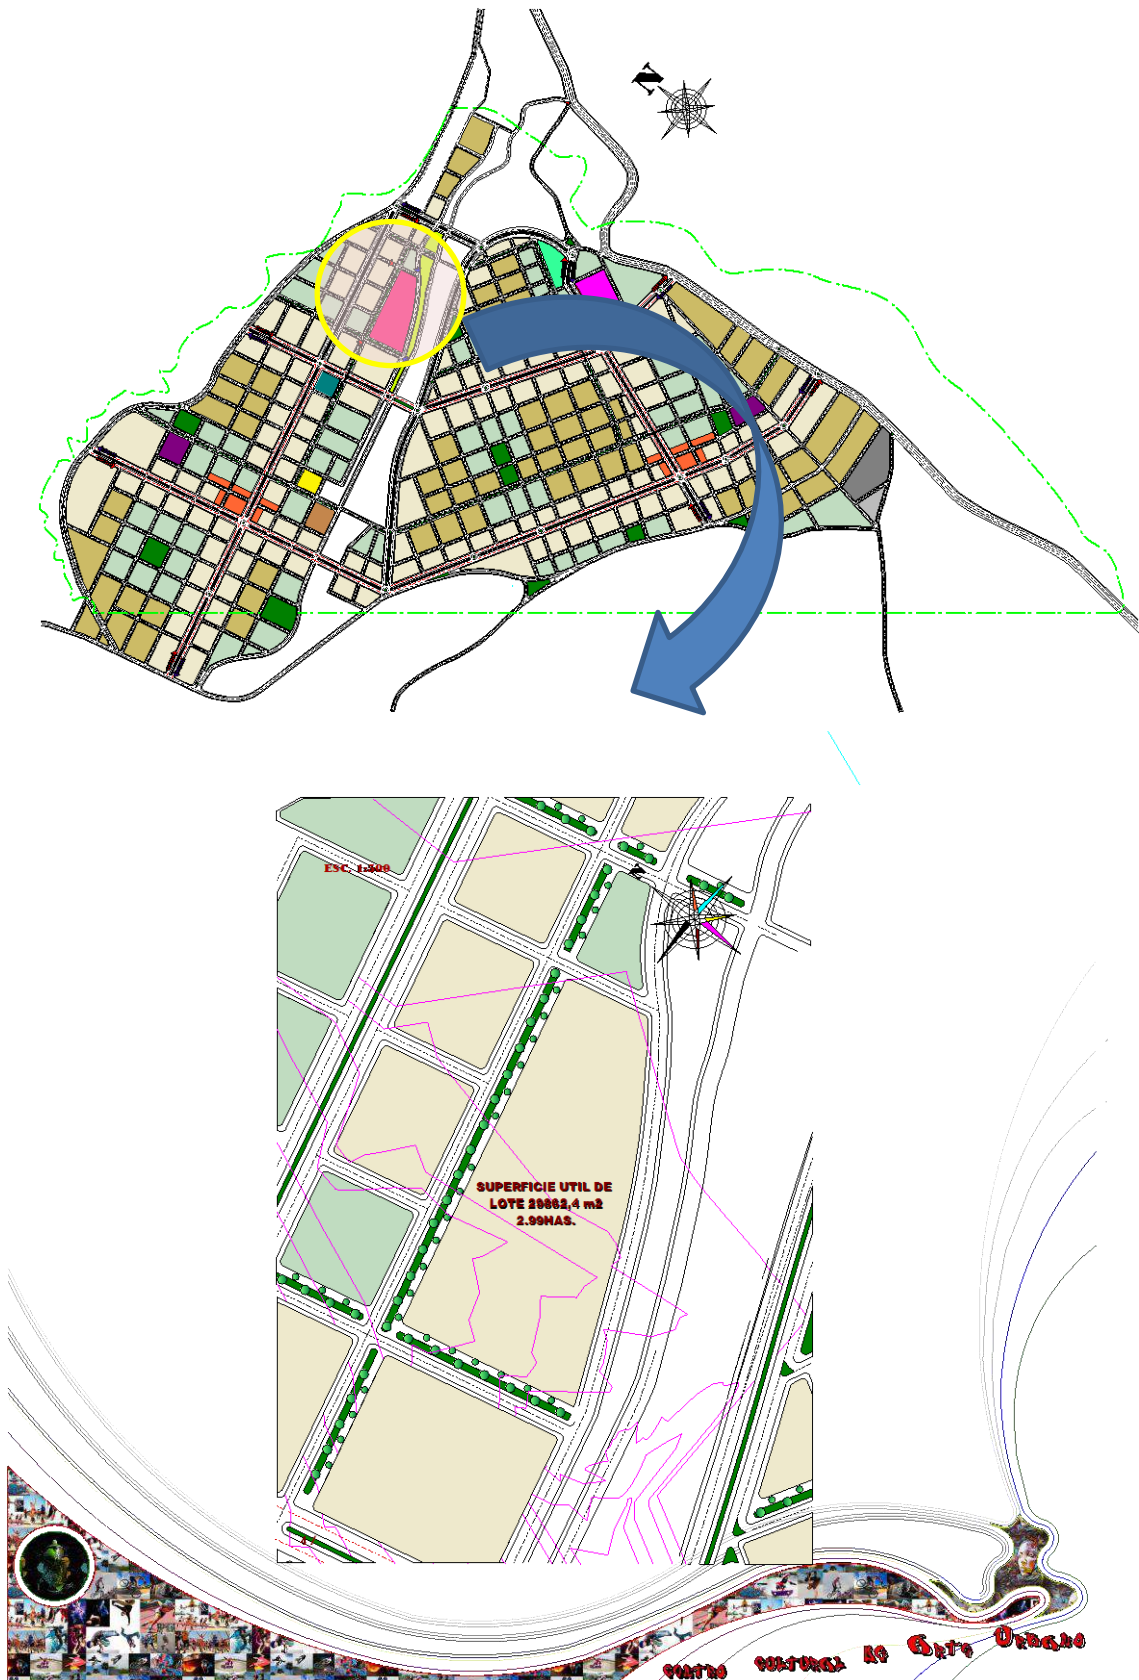 N
ESC. 1:500
N
SUPERFICIE UTIL DE
LOTE 29862,4 m2
2.99HAS.
CENTRO CULTURAL DE ARTE URBANO